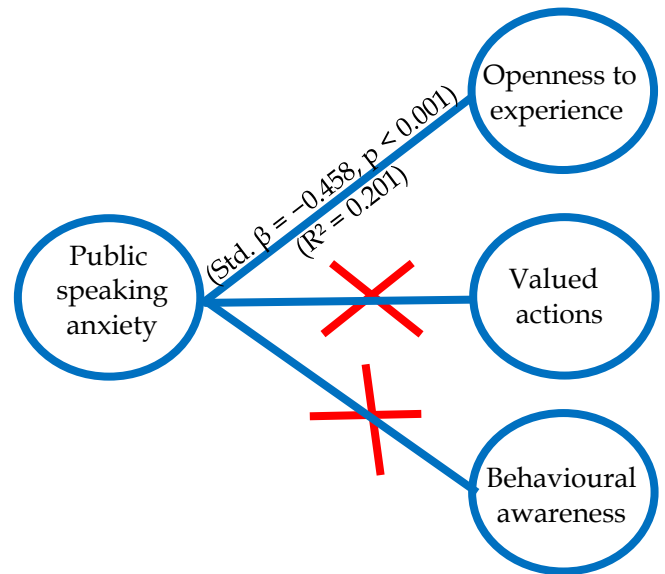 Openness to
experience
(Std. β = −0.458, p < 0.001)
(R² = 0.201)
Public
speaking
anxiety
Valued
actions
Behavioural
awareness